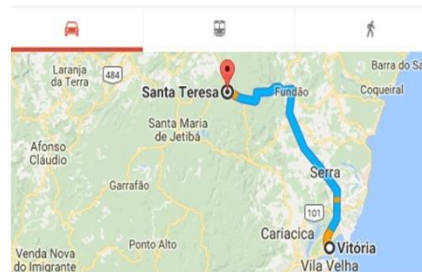 Laranja
da Terra
484
Barra do Sa
Santa Teresa
Fundão
Coqueiral
Santa Maria
de Jetibá
Afonso
Cláudio
Serra
Garrafão
101
Cariacica
Ponto Alto
Vitória
Venda Nova
do Imigrante
Vila Velha